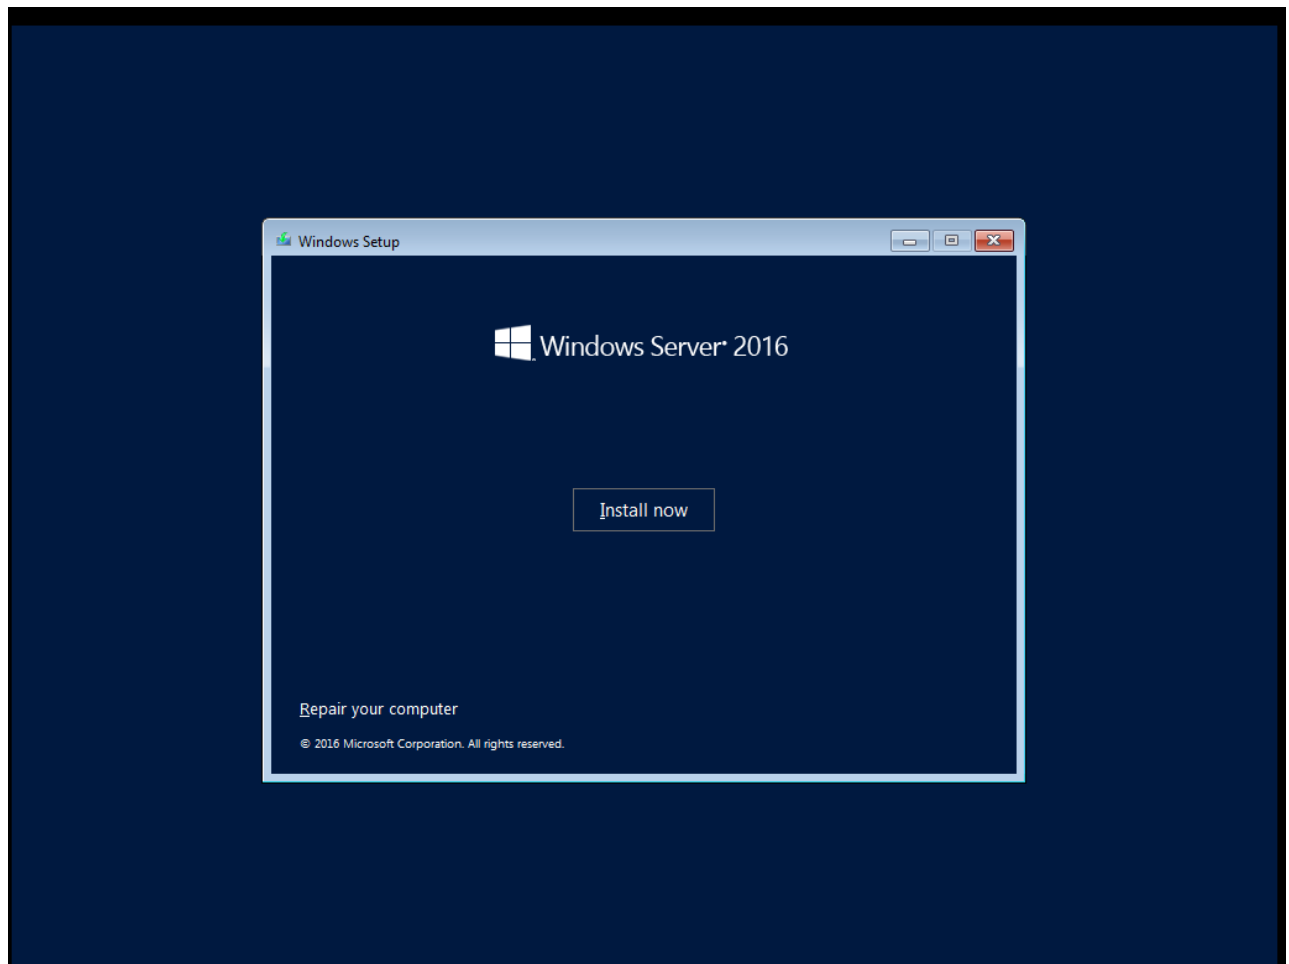 Windows Setup
Windows Server® 2016
Install now
Repair your computer
© 2016 Microsoft Corporation. All rights reserved.